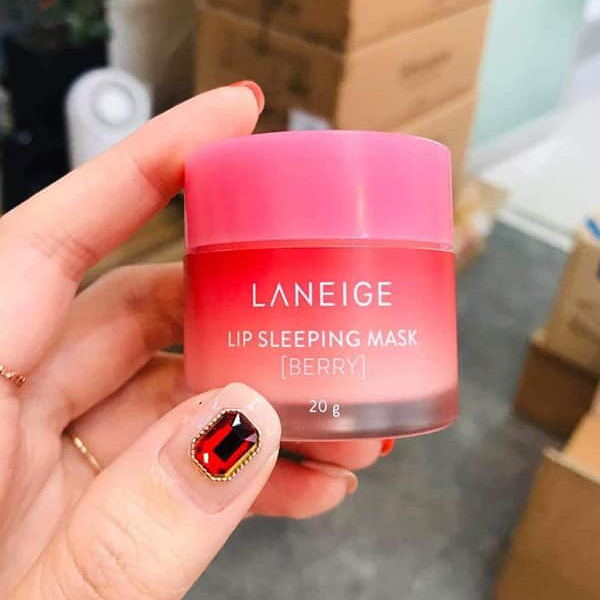 LANEIGE
LIP SLEEPING MASK
[BERRY]
20 g